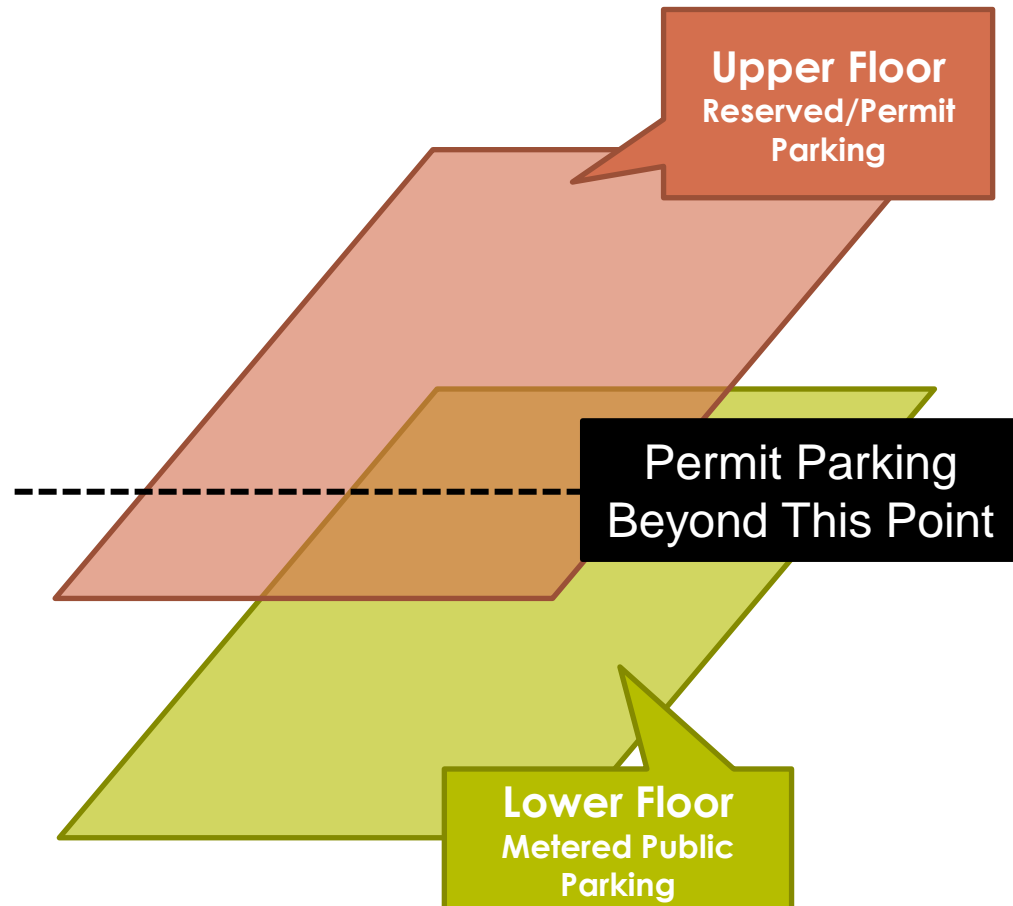 Upper Floor
Reserved/Permit
Parking
Permit Parking
Beyond This Point
Lower Floor
Metered Public
Parking